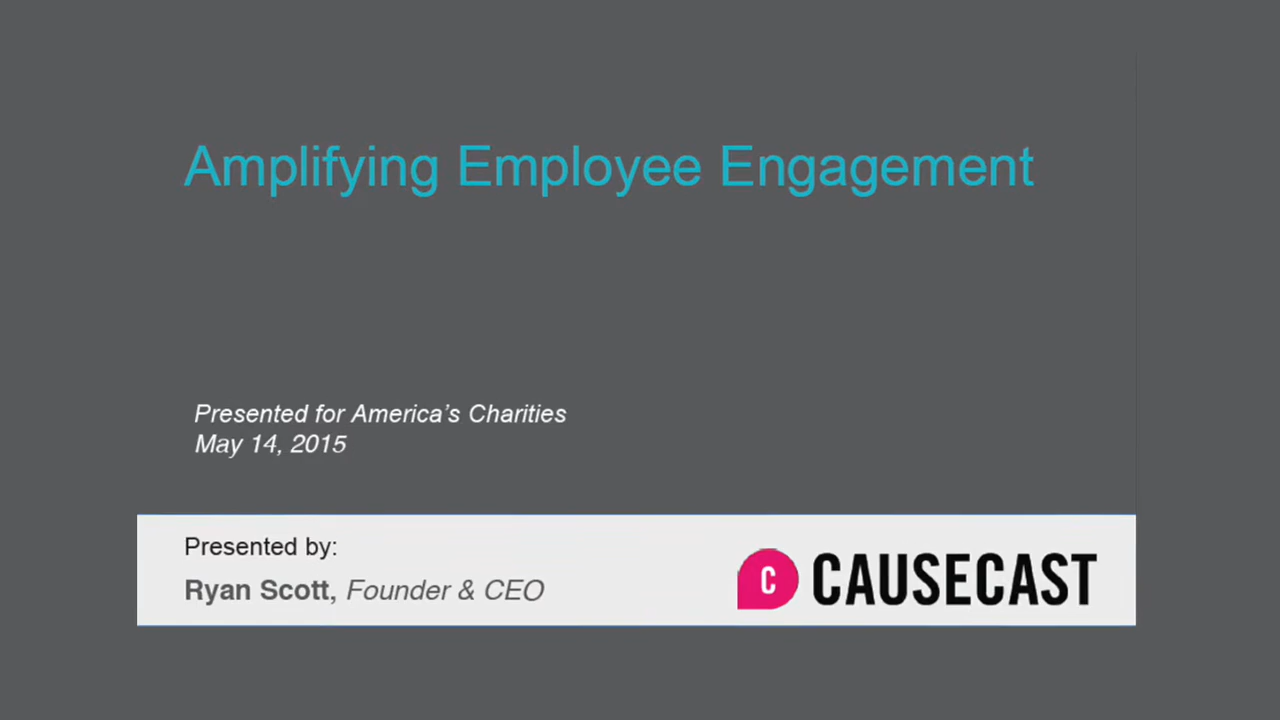 Amplifying Employee Engagement
Presented for America's Charities
May 14, 2015
Presented by:
Ryan Scott, Founder & CEO
C CAUSECAST